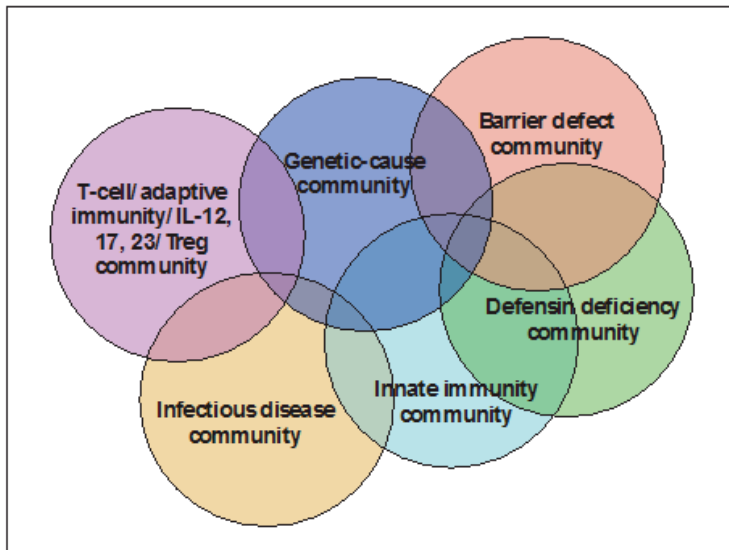 Barrier defect
community
Genetic-cause
community
T-cell/ adaptive
immunity/ IL-12,
17, 23/ Treg
community
Defensin deficiency
community
Innate immunity
community
Infectious disease
community